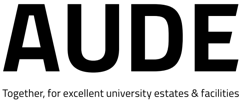 AUDE
Together, for excellent university estates & facilities